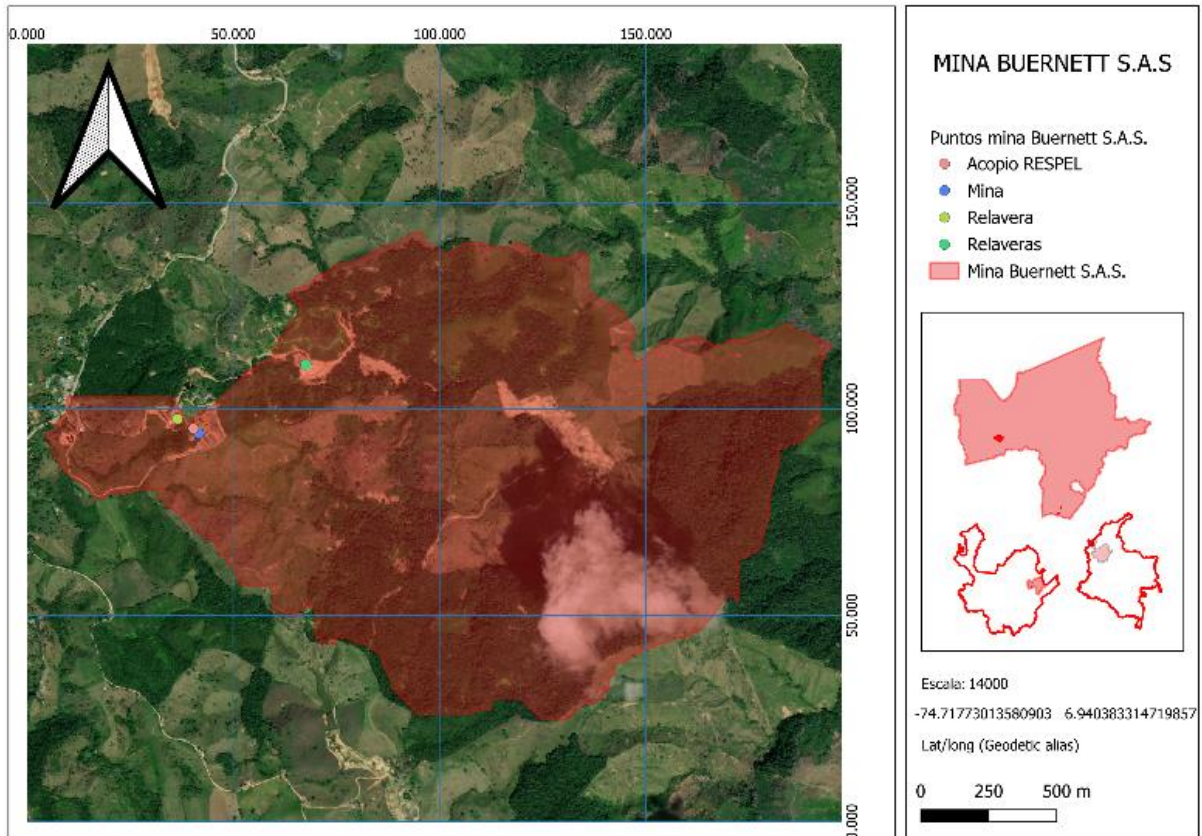 0.000 50.000 100.000 150.000
150.000
100.000
50.000
0.000
MINA BUERNETT S.A.S
Puntos mina Buernett S.A.S.
Acopio RESPEL
Mina
Relavera
Relaveras
Mina Buernett S.A.S.
Escala: 14000
-74.71773013580903 6.940383314719857
Lat/long (Geodetic alias)
0 250 500 m